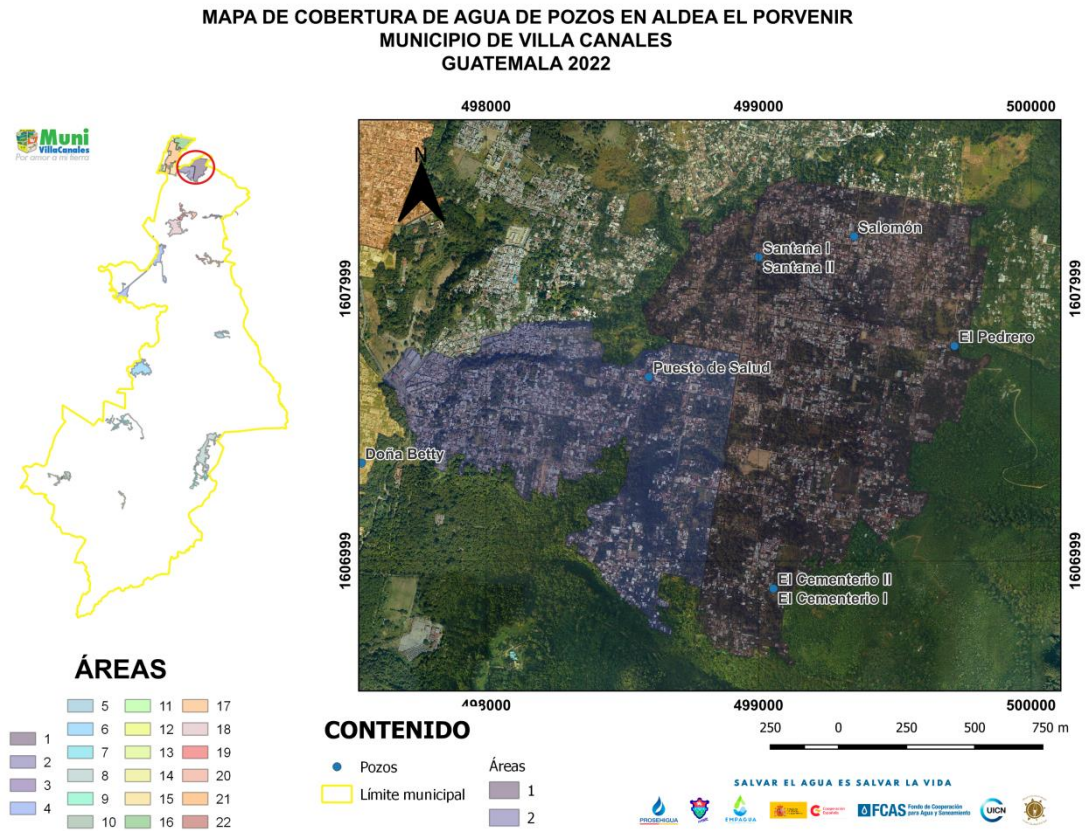 MAPA DE COBERTURA DE AGUA DE POZOS EN ALDEA EL PORVENIR
MUNICIPIO DE VILLA CANALES
GUATEMALA 2022
Muni
VillaCanales
Por amor a mi tierra
498000
499000
500000
N
1607999
1606999
1607999
1606999
Salomón
Santana I
Santana II
El Pedrero
Puesto de Salud
Doña Betty
El Cementerio II
El Cementerio I
498000
499000
500000
ÁREAS
1
2
3
4
5
6
7
8
9
10
11
12
13
14
15
16
17
18
19
20
21
22
CONTENIDO
Pozos
Límite municipal
Áreas
1
2
250 0 250 500 750 m
SALVAR EL AGUA ES SALVAR LA VIDA
PROSEHIGUA
EMPAGUA
Cooperación
Española
FCAS Fondo de Cooperación
para Agua y Saneamiento
UICN